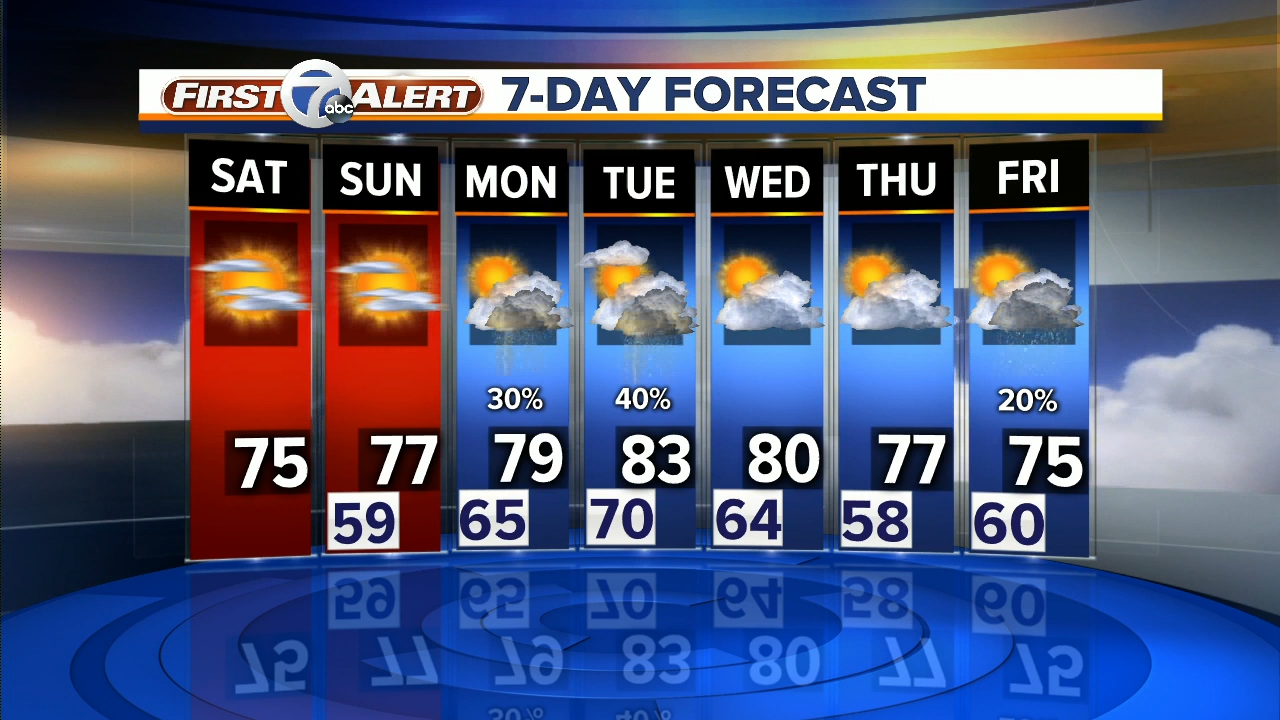 FIRST 7 abc ALERT 7-DAY FORECAST
SAT SUN MON TUE WED THU FRI
30% 40% 20%
75 77 79 83 80 77 75
59 65 70 64 58 60